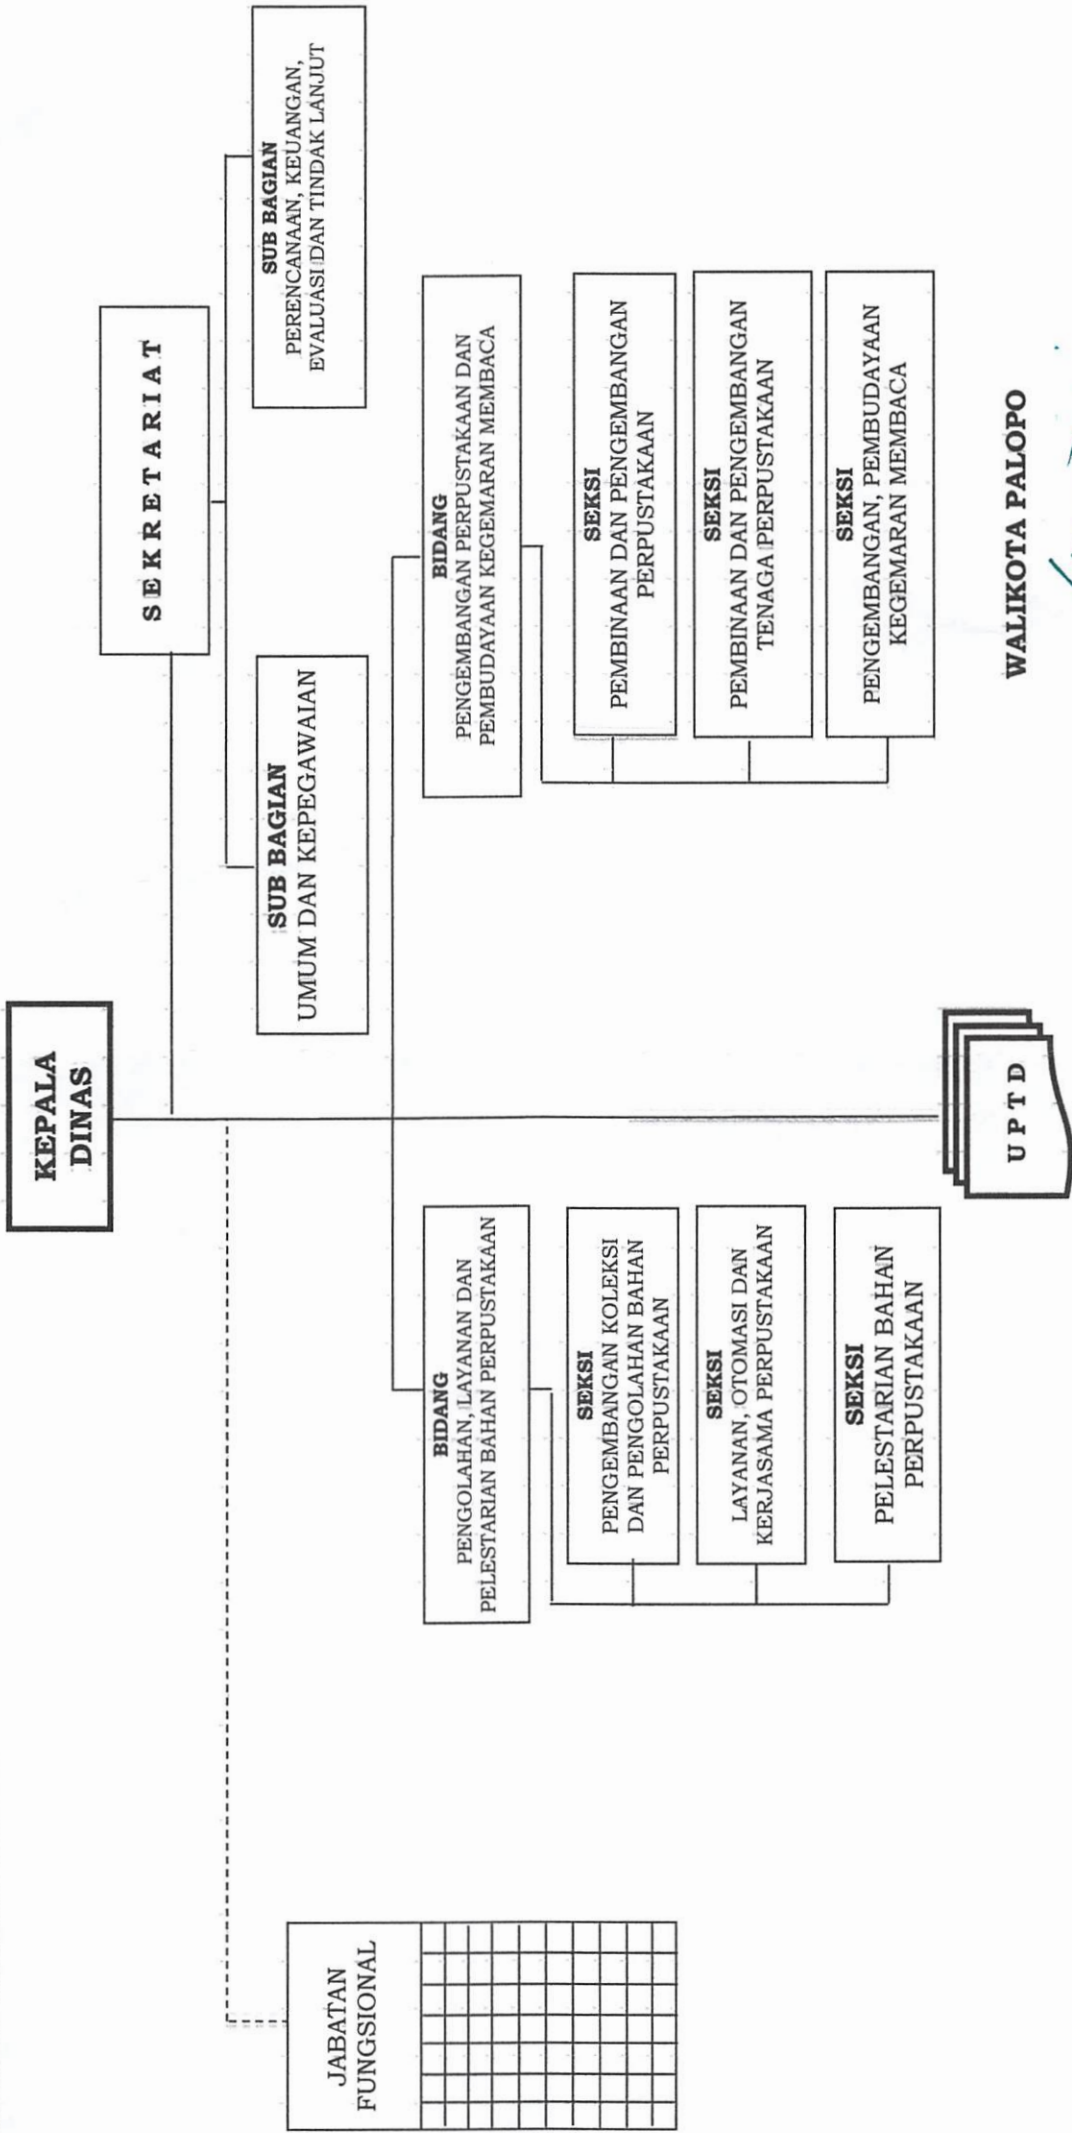 KEPALA
DINAS
SEKRETARIAT
SUB BAGIAN
UMUM DAN KEPEGAWAIAN
SUB BAGIAN
PERENCANAAN, KEUANGAN,
EVALUASI DAN TINDAK LANJUT
JABATAN
FUNGSIONAL
BIDANG
PENGOLAHAN, LAYANAN DAN
PELESTARIAN BAHAN PERPUSTAKAAN
SEKSI
PENGEMBANGAN KOLEKSI
DAN PENGOLAHAN BAHAN
PERPUSTAKAAN
SEKSI
LAYANAN, OTOMASI DAN
KERJASAMA PERPUSTAKAAN
SEKSI
PELESTARIAN BAHAN
PERPUSTAKAAN
BIDANG
PENGEMBANGAN PERPUSTAKAAN DAN
PEMBUDAYAAN KEGEMARAN MEMBACA
SEKSI
PEMBINAAN DAN PENGEMBANGAN
PERPUSTAKAAN
SEKSI
PEMBINAAN DAN PENGEMBANGAN
TENAGA PERPUSTAKAAN
SEKSI
PENGEMBANGAN, PEMBUDAYAAN
KEGEMARAN MEMBACA
UPTD
WALIKOTA PALOPO